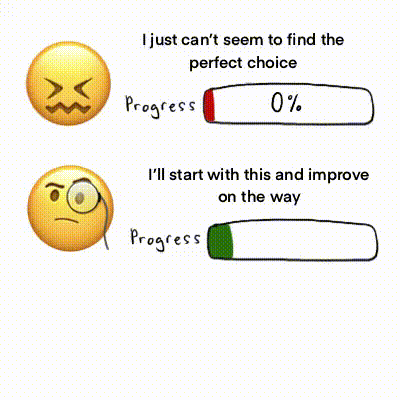 I just can't seem to find the
perfect choice
Progress 0%
I'll start with this and improve
on the way
Progress